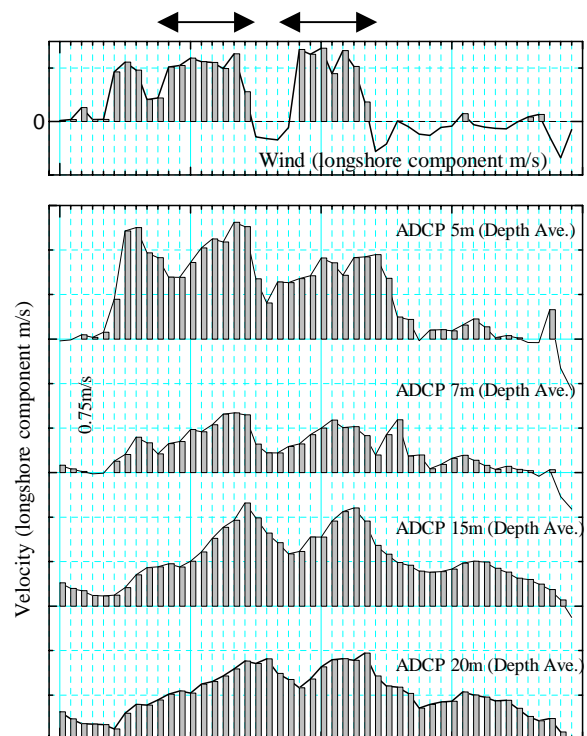 0
Wind (longshore component m/s)
ADCP 5m (Depth Ave.)
ADCP 7m (Depth Ave.)
0.75m/s
ADCP 15m (Depth Ave.)
ADCP 20m (Depth Ave.)
Velocity (longshore component m/s)